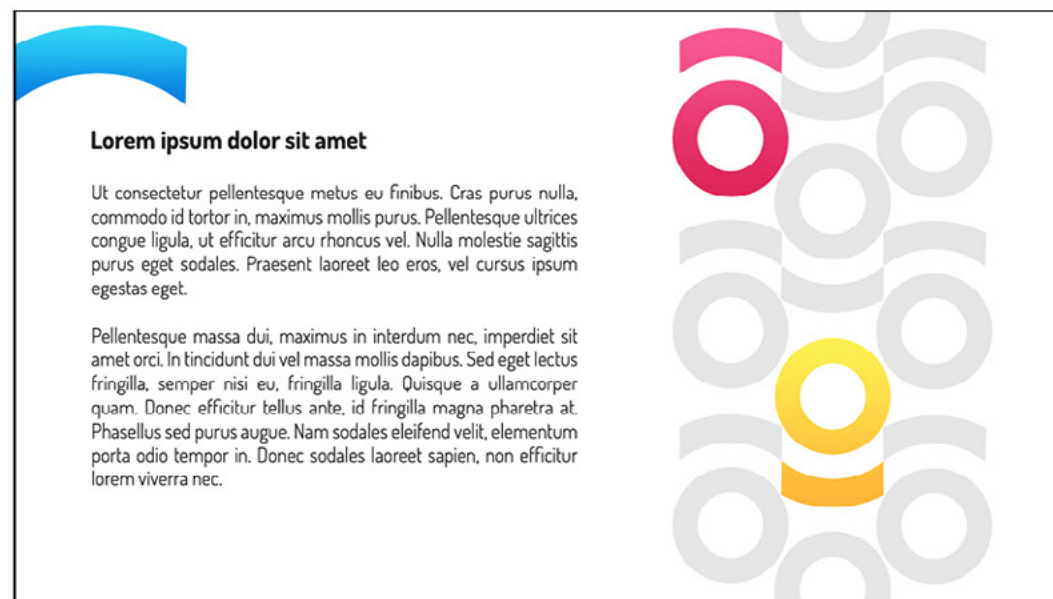 Lorem ipsum dolor sit amet
Ut consectetur pellentesque metus eu finibus. Cras purus nulla,
commodo id tortor in, maximus mollis purus. Pellentesque ultrices
congue ligula, ut efficitur arcu rhoncus vel. Nulla molestie sagittis
purus eget sodales. Praesent laoreet leo eros, vel cursus ipsum
egestas eget.
Pellentesque massa dui, maximus in interdum nec, imperdiet sit
amet orci. In tincidunt dui vel massa mollis dapibus. Sed eget lectus
fringilla, semper nisi eu, fringilla ligula. Quisque a ullamcorper
quam. Donec efficitur tellus ante, id fringilla magna pharetra at.
Phasellus sed purus augue. Nam sodales eleifend velit, elementum
porta odio tempor in. Donec sodales laoreet sapien, non efficitur
lorem viverra nec.